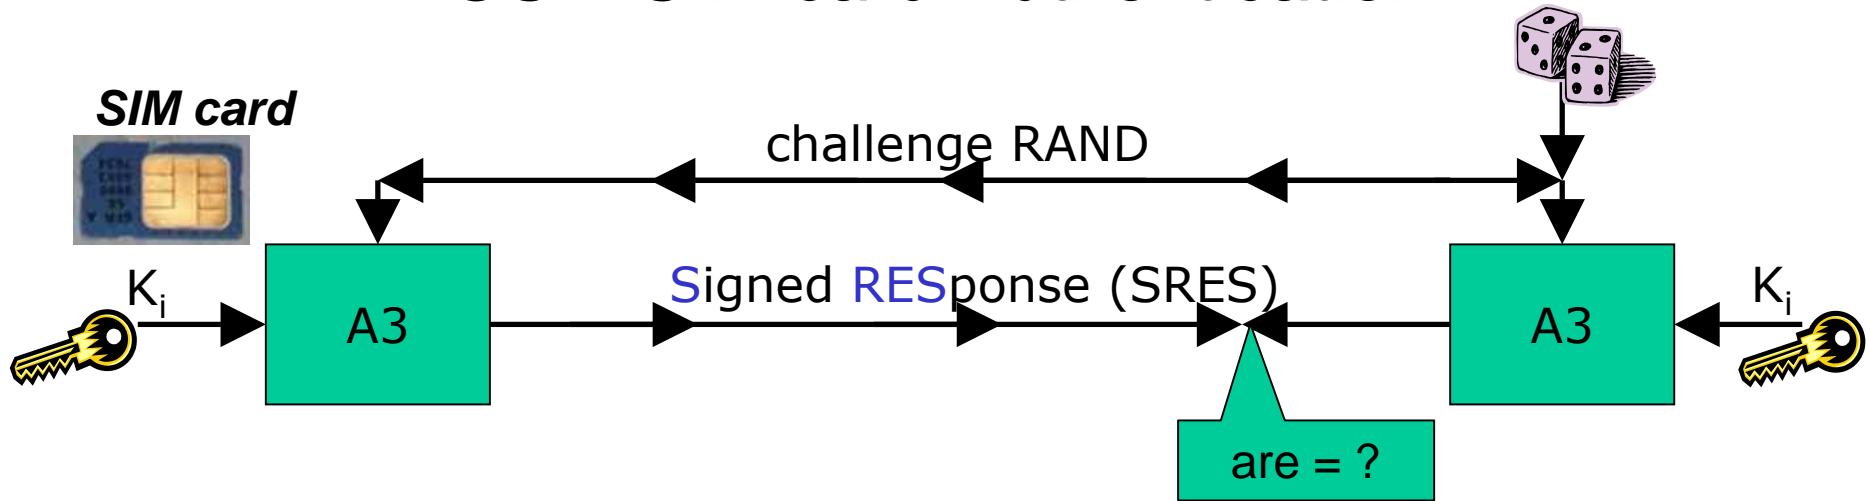 SIM card
challenge RAND
Signed RESponse (SRES)
Ki
A3
A3
Ki
are = ?